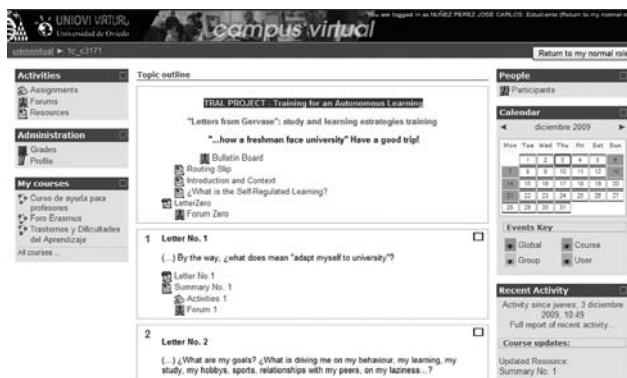 UNIOVI VIRTUAL
Universidad de Oviedo
campus virtual
You are logged in as NUÑEZ PEREZ JOSE CARLOS: Estudiante (Return to my normal
uniovirtual ► 1c_c3171
Return to my normal role
Activities
Assignments
Forums
Resources
Administration
Grades
Profile
My courses
Curso de ayuda para
profesores
Foro Erasmus
Trastornos y Dificultades
del Aprendizaje
All courses ...
Topic outline
TRAL PROJECT - Training for an Autonomous Learning
"Letters from Gervase": study and learning estrategies training
"...how a freshman face university" Have a good trip!
Bulletin Board
Routing Slip
Introduction and Context
¿What is the Self-Regulated Learning?
LetterZero
Forum Zero
1 Letter No. 1
(...) By the way, ¿what does mean "adapt myself to university"?
Letter No.1
Summary No. 1
Activities 1
Forum 1
2 Letter No. 2
(...) ¿What are my goals? ¿What is driving me on my behaviour, my learning, my
study, my hobbys, sports, relationships with my peers, on my laziness...?
People
Participants
Calendar
◄ diciembre 2009 ►
Mon Tue Wed Thu Fri Sat Sun
1 2 3 4 5 6
7 8 9 10 11 12 13
14 15 16 17 18 19 20
21 22 23 24 25 26 27
28 29 30 31
Events Key
Global Course
Group User
Recent Activity
Activity since jueves, 3 diciembre
2009, 10:49
Full report of recent activity...
Course updates:
Updated Resource:
Summary No. 1